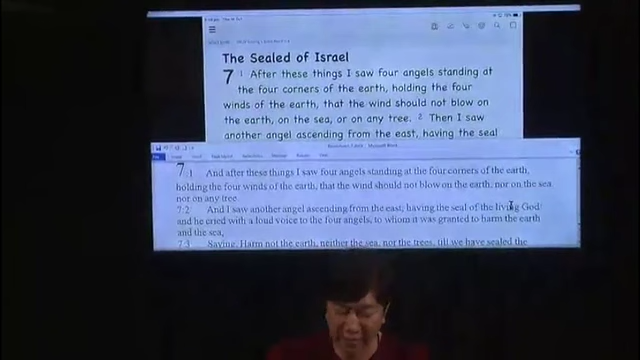 The Sealed of Israel
7 1 After these things I saw four angels standing at
the four corners of the earth, holding the four
winds of the earth, that the wind should not blow on
the earth, on the sea, or on any tree. 2 Then I saw
another angel ascending from the east, having the seal
7:1 And after these things I saw four angels standing at the four corners of the earth,
holding the four winds of the earth, that the wind should not blow on the earth, nor on the sea
nor on any tree.
7:2 And I saw another angel ascending from the east, having the seal of the living God:
and he cried with a loud voice to the four angels, to whom it was granted to harm the earth
and the sea,
7:3 Saying, Harm not the earth, neither the sea, nor the trees, till we have sealed the